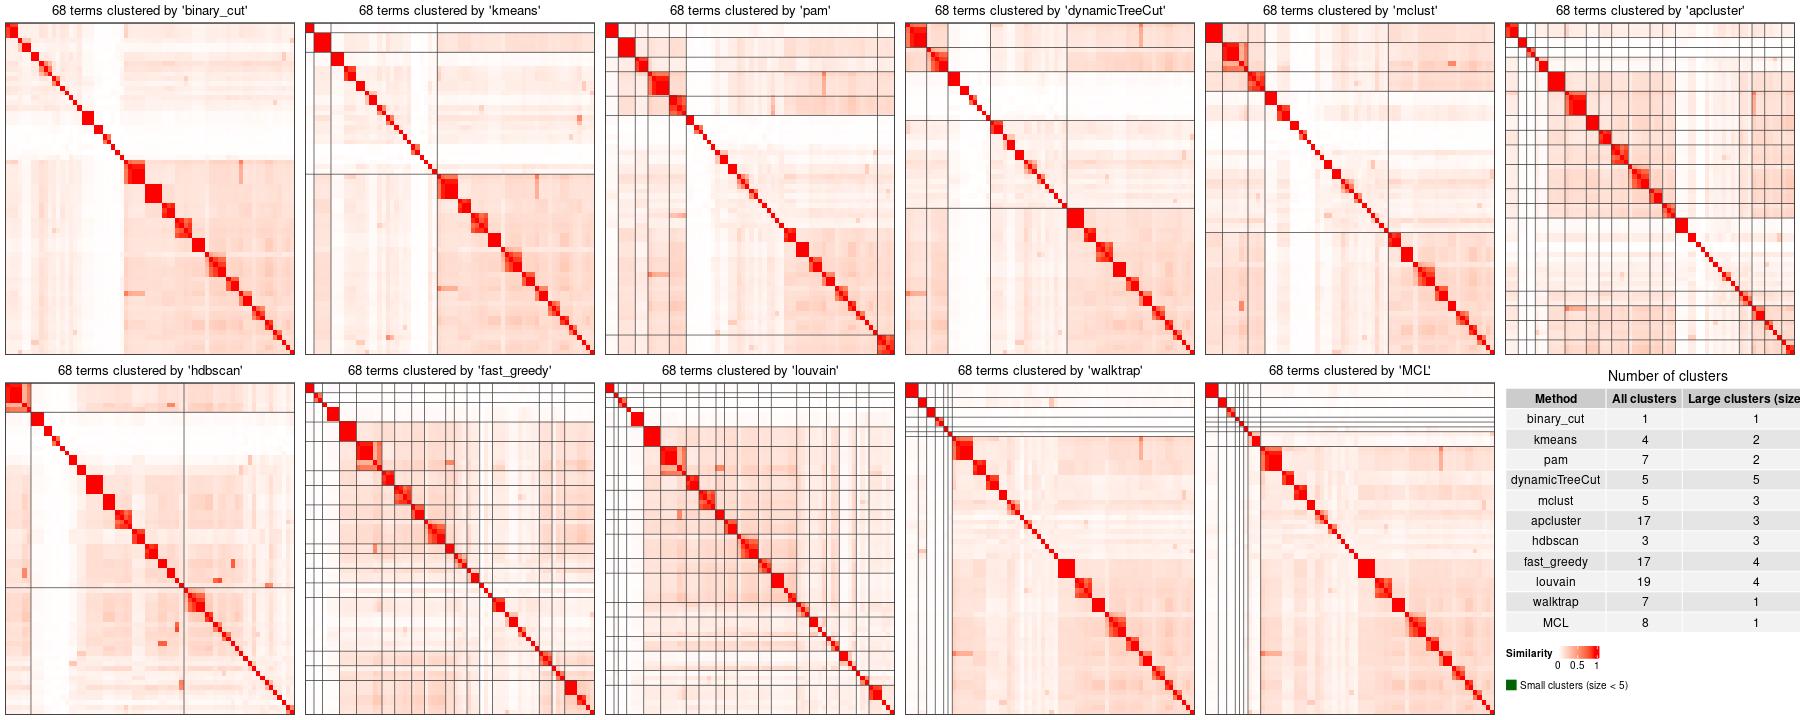 68 terms clustered by 'binary_cut'
68 terms clustered by 'kmeans'
68 terms clustered by 'pam'
68 terms clustered by 'dynamicTreeCut'
68 terms clustered by 'mclust'
68 terms clustered by 'apcluster'
68 terms clustered by 'hdbscan'
68 terms clustered by 'fast_greedy'
68 terms clustered by 'louvain'
68 terms clustered by 'walktrap'
68 terms clustered by 'MCL'
Number of clusters
Method All clusters Large clusters (size
binary_cut 1 1
kmeans 4 2
pam 7 2
dynamicTreeCut 5 5
mclust 5 3
apcluster 17 3
hdbscan 3 3
fast_greedy 17 4
louvain 19 4
walktrap 7 1
MCL 8 1
Similarity
0 0.5 1
Small clusters (size < 5)